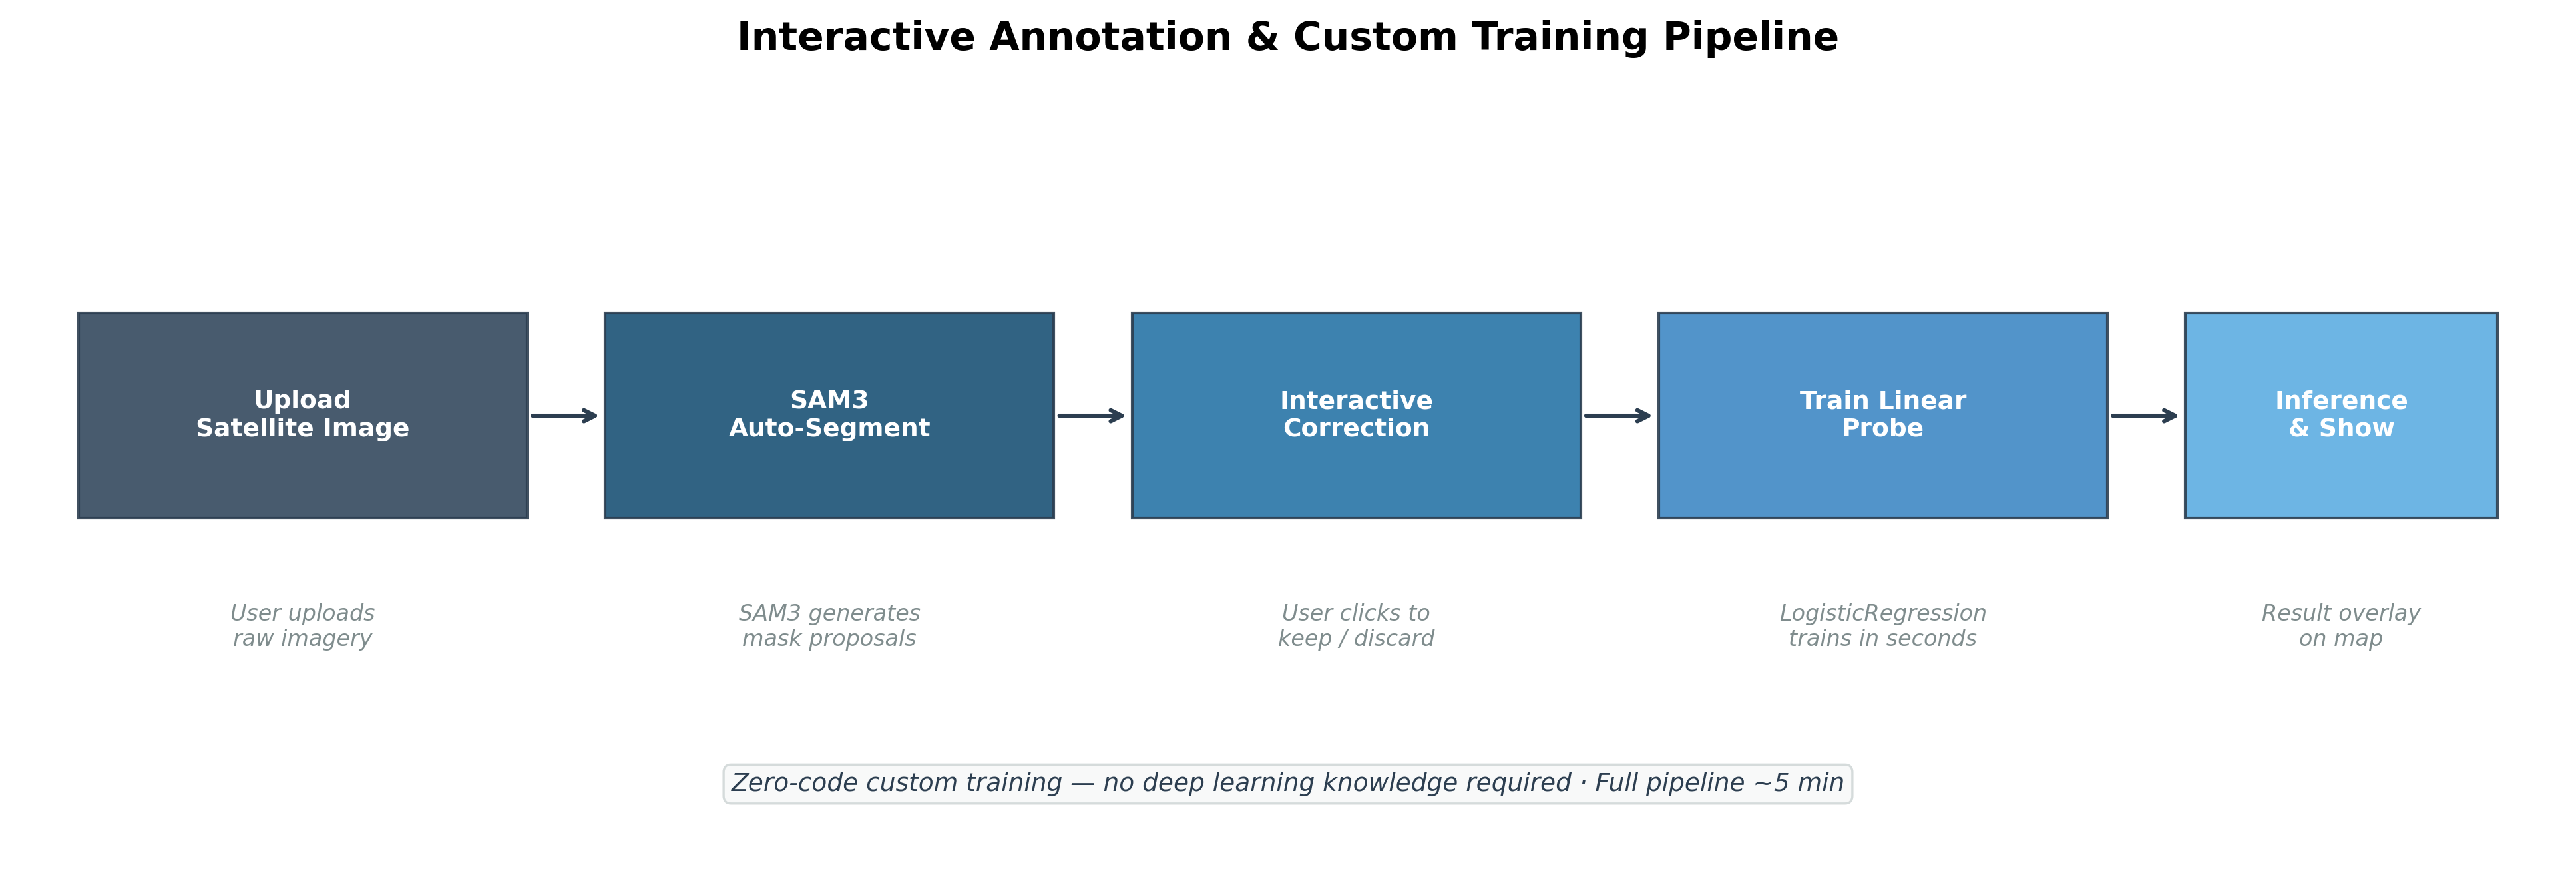 Interactive Annotation & Custom Training Pipeline
Upload
Satellite Image
SAM3
Auto-Segment
Interactive
Correction
Train Linear
Probe
Inference
& Show
User uploads
raw imagery
SAM3 generates
mask proposals
User clicks to
keep / discard
LogisticRegression
trains in seconds
Result overlay
on map
Zero-code custom training — no deep learning knowledge required · Full pipeline ~5 min